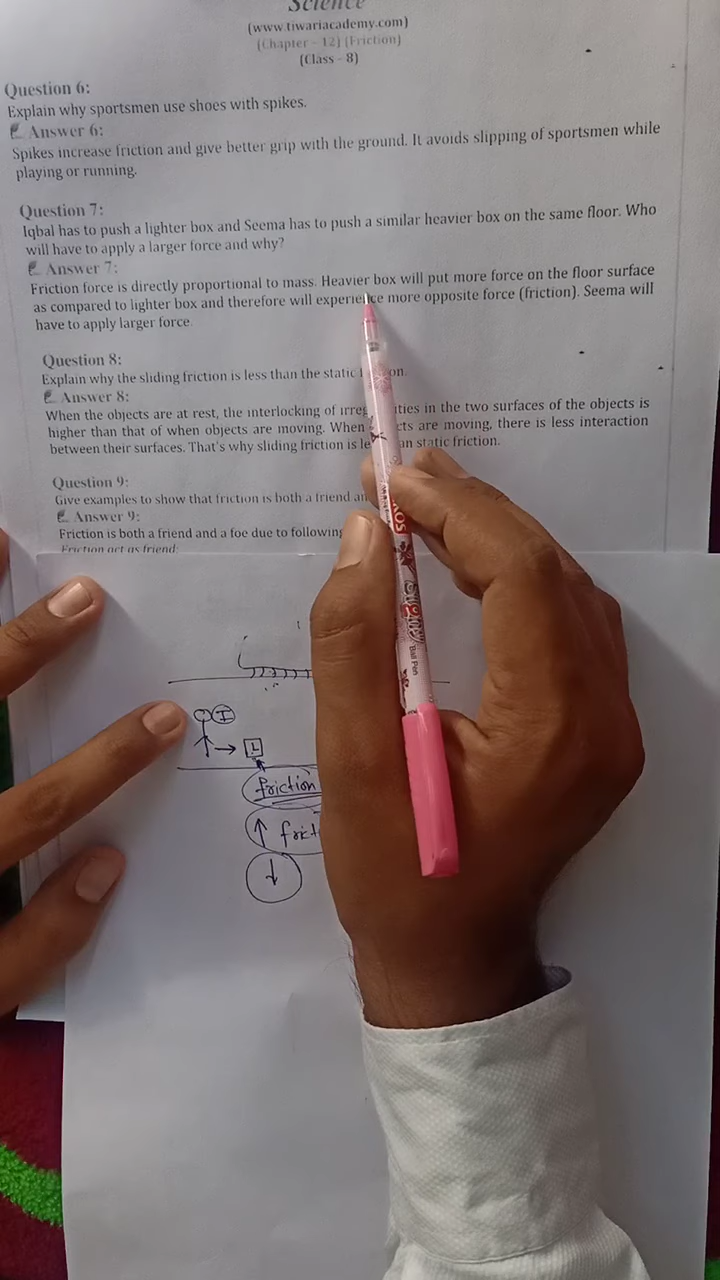 Science
(www.tiwariacademy.com)
(Chapter – 12) (Friction)
(Class – 8)
Question 6:
Explain why sportsmen use shoes with spikes.
Answer 6:
Spikes increase friction and give better grip with the ground. It avoids slipping of sportsmen while
playing or running.
Question 7:
Iqbal has to push a lighter box and Seema has to push a similar heavier box on the same floor. Who
will have to apply a larger force and why?
Answer 7:
Friction force is directly proportional to mass. Heavier box will put more force on the floor surface
as compared to lighter box and therefore will experience more opposite force (friction). Seema will
have to apply larger force
Question 8:
Explain why the sliding friction is less than the static
Answer 8:
When the objects are at rest, the interlocking of in the two surfaces of the objects is
higher than that of when objects are moving. When are moving, there is less interaction
between their surfaces. That's why sliding friction is static friction.
Question 9:
Give examples to show that friction is both a friend
Answer 9:
Friction is both a friend and a foe due to following
Friction act as friend:
I
L
friction
↑
↓
Ball Pen